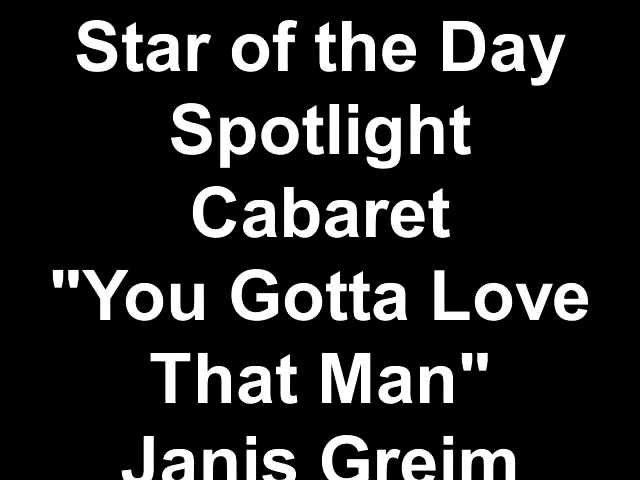 Star of the Day
Spotlight
Cabaret
"You Gotta Love
That Man"
Janis Greim